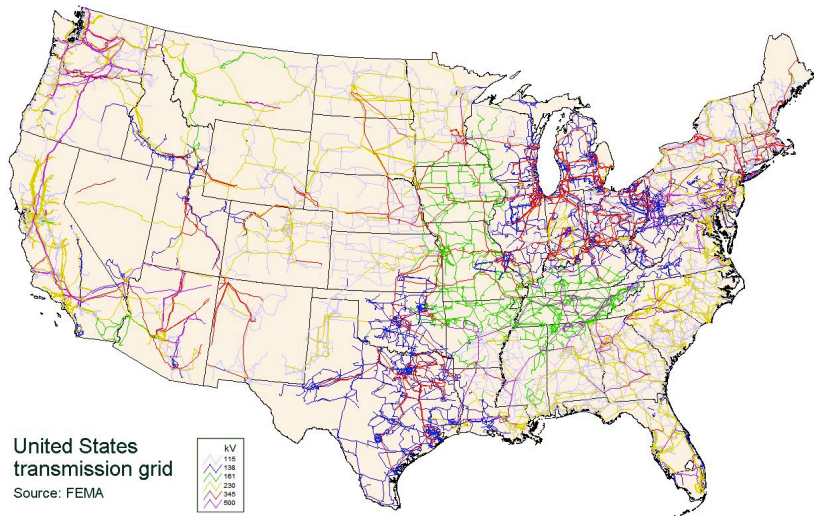 United States
transmission grid
Source: FEMA
kV
115
138
161
230
345
500